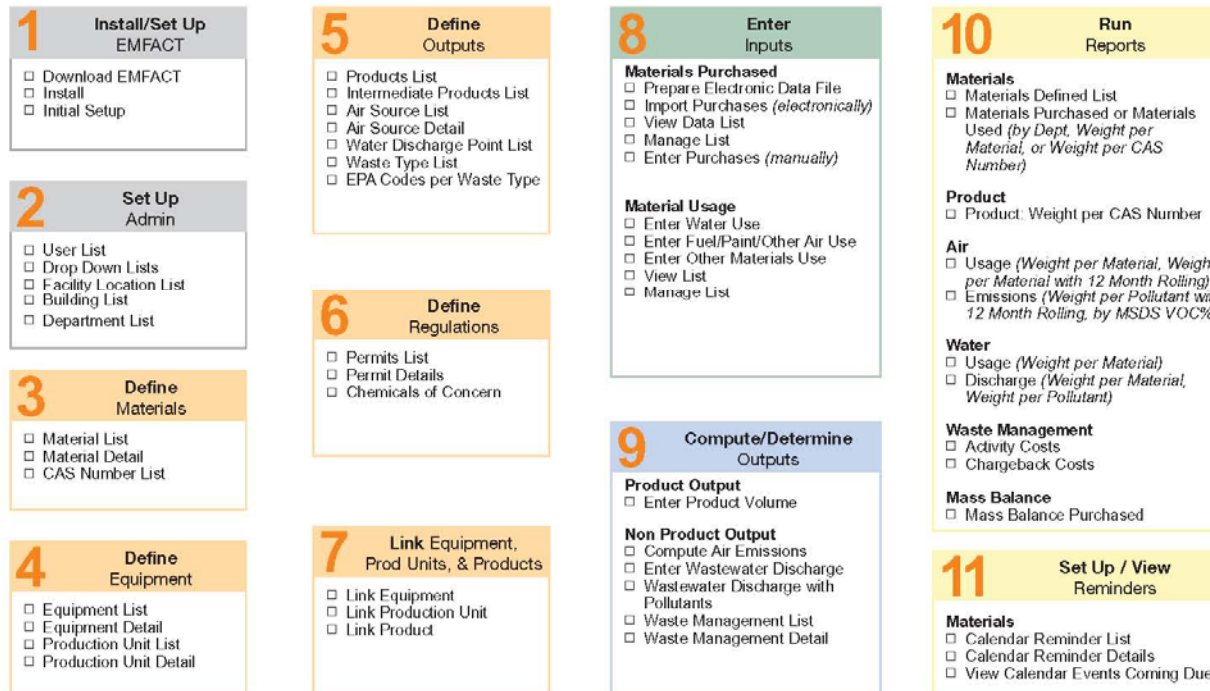 1
Install/Set Up
EMFACT
□ Download EMFACT
□ Install
□ Initial Setup
2
Set Up
Admin
□ User List
□ Drop Down Lists
□ Facility Location List
□ Building List
□ Department List
3
Define
Materials
□ Material List
□ Material Detail
□ CAS Number List
4
Define
Equipment
□ Equipment List
□ Equipment Detail
□ Production Unit List
□ Production Unit Detail
5
Define
Outputs
□ Products List
□ Intermediate Products List
□ Air Source List
□ Air Source Detail
□ Water Discharge Point List
□ Waste Type List
□ EPA Codes per Waste Type
6
Define
Regulations
□ Permits List
□ Permit Details
□ Chemicals of Concern
7
Link Equipment,
Prod Units, & Products
□ Link Equipment
□ Link Production Unit
□ Link Product
8
Enter
Inputs
Materials Purchased
□ Prepare Electronic Data File
□ Import Purchases (electronically)
□ View Data List
□ Manage List
□ Enter Purchases (manually)
Material Usage
□ Enter Water Use
□ Enter Fuel/Paint/Other Air Use
□ Enter Other Materials Use
□ View List
□ Manage List
9
Compute/Determine
Outputs
Product Output
□ Enter Product Volume
Non Product Output
□ Compute Air Emissions
□ Enter Wastewater Discharge
□ Wastewater Discharge with
Pollutants
□ Waste Management List
□ Waste Management Detail
10
Run
Reports
Materials
□ Materials Defined List
□ Materials Purchased or Materials
Used (by Dept, Weight per
Material, or Weight per CAS
Number)
Product
□ Product: Weight per CAS Number
Air
□ Usage (Weight per Material, Weigh
per Material with 12 Month Rolling)
□ Emissions (Weight per Pollutant wi
12 Month Rolling, by MSDS VOC%
Water
□ Usage (Weight per Material)
□ Discharge (Weight per Material,
Weight per Pollutant)
Waste Management
□ Activity Costs
□ Chargeback Costs
Mass Balance
□ Mass Balance Purchased
11
Set Up / View
Reminders
Materials
□ Calendar Reminder List
□ Calendar Reminder Details
□ View Calendar Events Coming Due